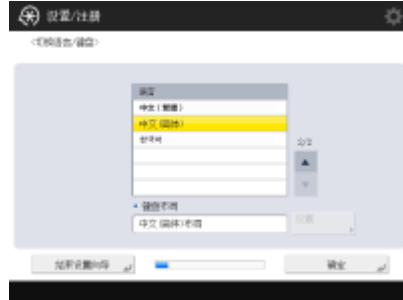 设置/注册
<切换语言/键盘>
语言
中文(繁體)
中文(简体)
한국어
2/2
键盘布局
中文(简体)布局
设置
结束设置向导
确定